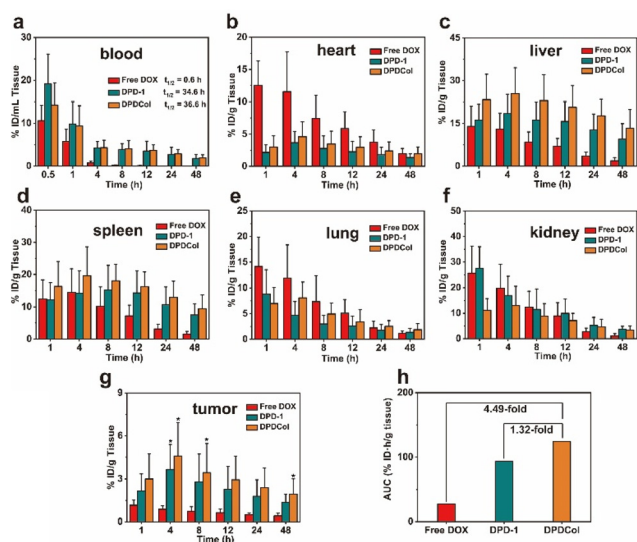 a
blood
Free DOX t1/2 = 0.6 h
DPD-1 t1/2 = 34.6 h
DPDCol t1/2 = 36.6 h
% ID/mL Tissue
30
20
10
0
0.5 1 4 8 12 24 48
Time (h)
b
heart
Free DOX
DPD-1
DPDCol
% ID/g Tissue
25
20
15
10
5
0
1 4 8 12 24 48
Time (h)
c
liver
Free DOX
DPD-1
DPDCol
% ID/g Tissue
45
30
15
0
1 4 8 12 24 48
Time (h)
d
spleen
Free DOX
DPD-1
DPDCol
% ID/g Tissue
40
30
20
10
0
1 4 8 12 24 48
Time (h)
e
lung
Free DOX
DPD-1
DPDCol
% ID/g Tissue
25
20
15
10
5
0
1 4 8 12 24 48
Time (h)
f
kidney
Free DOX
DPD-1
DPDCol
% ID/g Tissue
50
40
30
20
10
0
1 4 8 12 24 48
Time (h)
g
tumor
Free DOX
DPD-1
DPDCol
% ID/g Tissue
9
6
3
0
* * * * *
1 4 8 12 24 48
Time (h)
h
4.49-fold
1.32-fold
AUC (% ID·h/g tissue)
200
100
0
Free DOX DPD-1 DPDCol